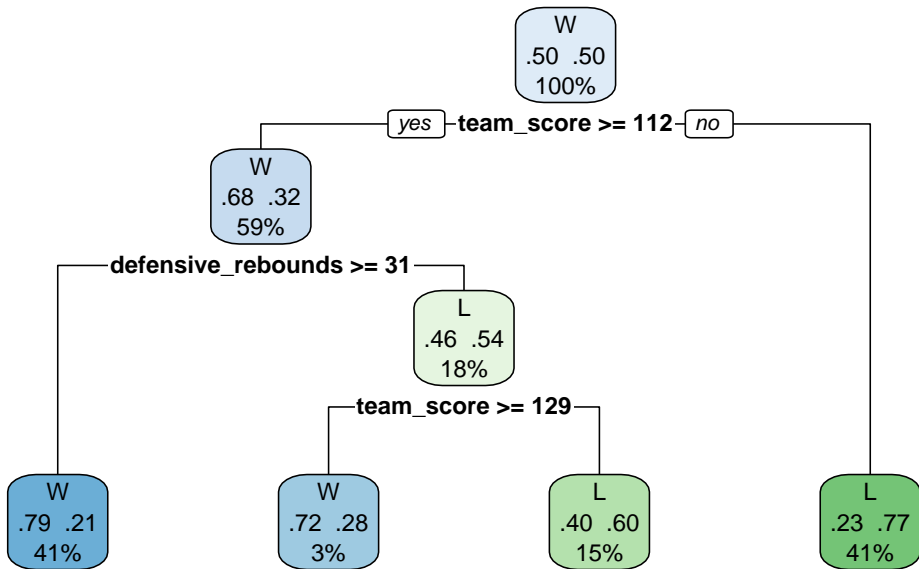 W
.50 .50
100%
yes team_score >= 112 no
W
.68 .32
59%
defensive_rebounds >= 31
L
.46 .54
18%
team_score >= 129
W
.79 .21
41%
W
.72 .28
3%
L
.40 .60
15%
L
.23 .77
41%